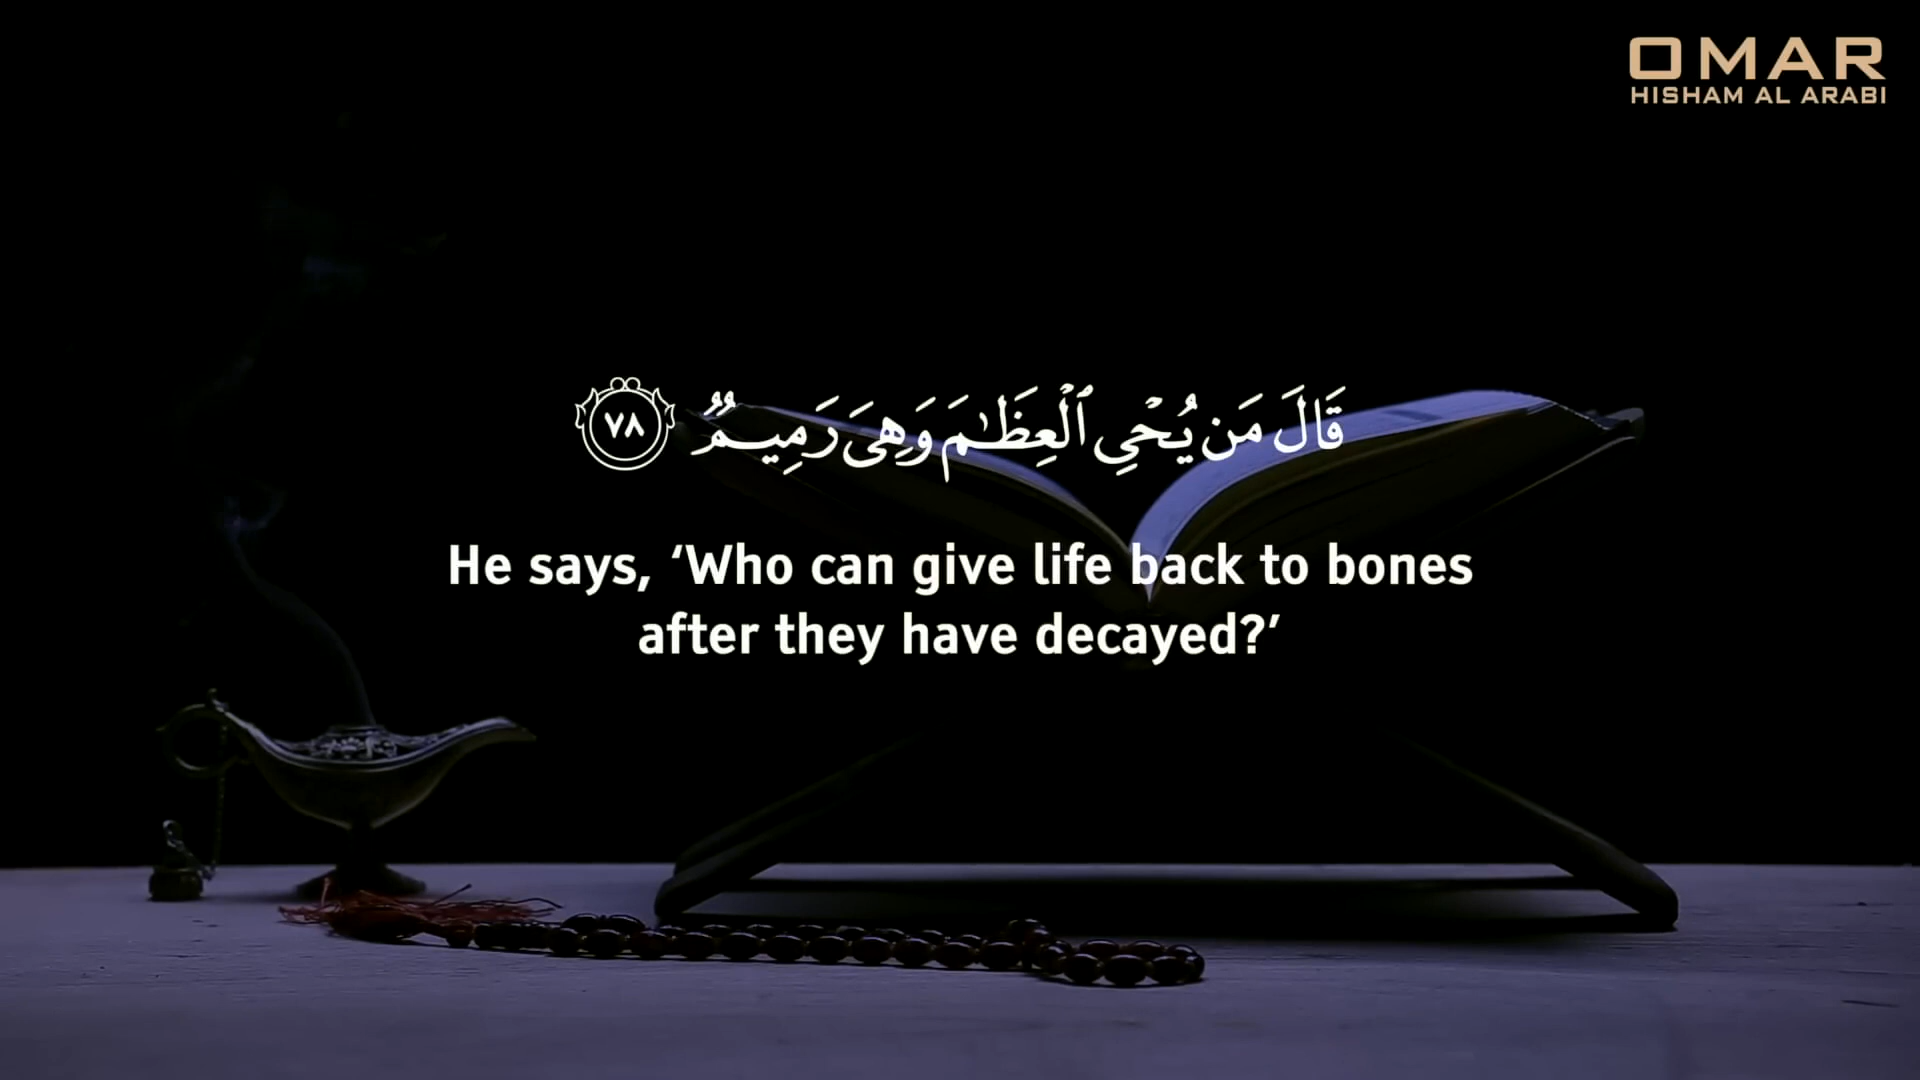 OMAR
HISHAM AL ARABI
قَالَ مَن يُحْىِ ٱلْعِظَـٰمَ وَهِىَ رَمِيمٌ ٧٨
He says, ‘Who can give life back to bones
after they have decayed?’